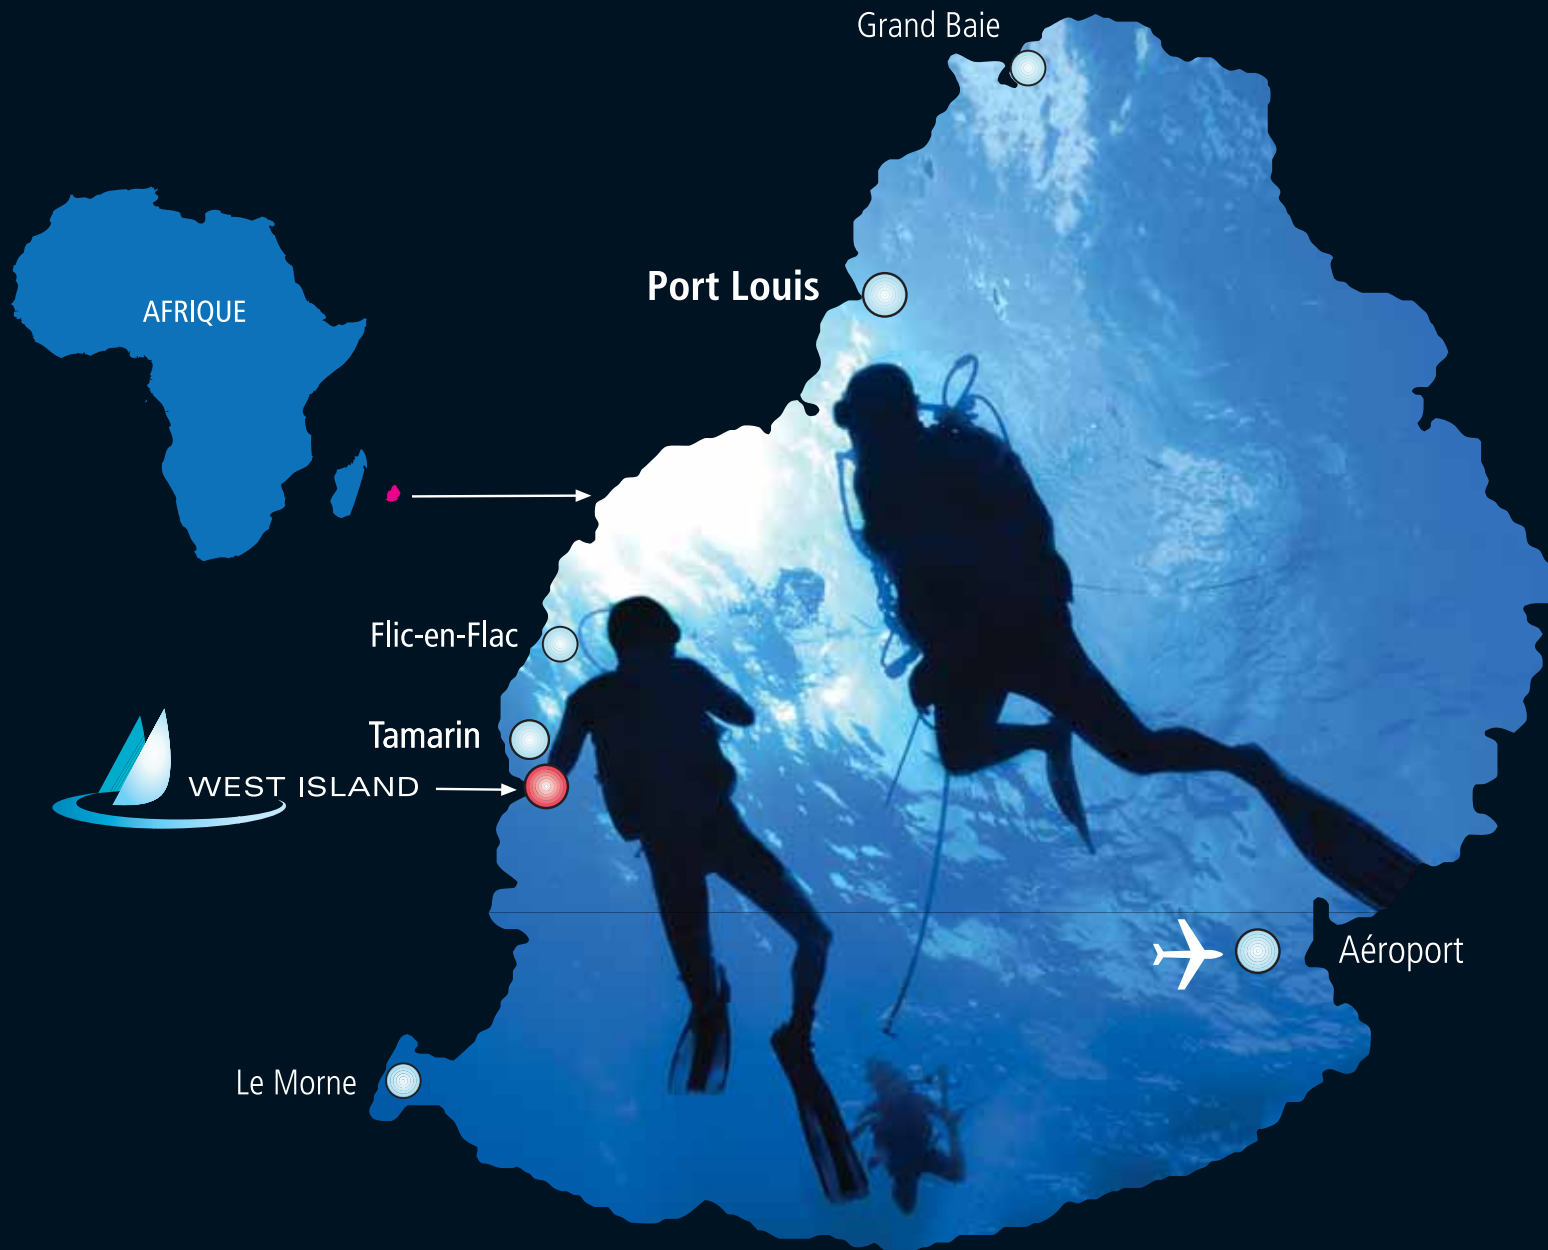 Grand Baie
Port Louis
AFRIQUE
Flic-en-Flac
Tamarin
WEST ISLAND
Aéroport
Le Morne